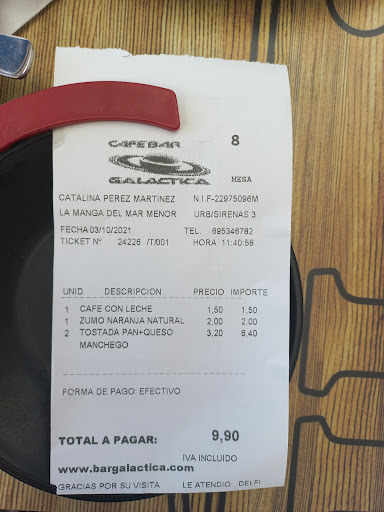 CAFE BAR
GALACTICA
8
MESA
CATALINA PEREZ MARTINEZ N.I.F-22975096M
LA MANGA DEL MAR MENOR URB/SIRENAS 3
FECHA 03/10/2021 TEL. 695346782
TICKET Nº 24226 /T/001 HORA 11:40:59
UNID. DESCRIPCION PRECIO IMPORTE
1 CAFE CON LECHE 1,50 1,50
1 ZUMO NARANJA NATURAL 2,00 2,00
2 TOSTADA PAN+QUESO 3,20 6,40
MANCHEGO
FORMA DE PAGO: EFECTIVO
TOTAL A PAGAR: 9,90
IVA INCLUIDO
www.bargalactica.com
GRACIAS POR SU VISITA LE ATENDIO DELFI